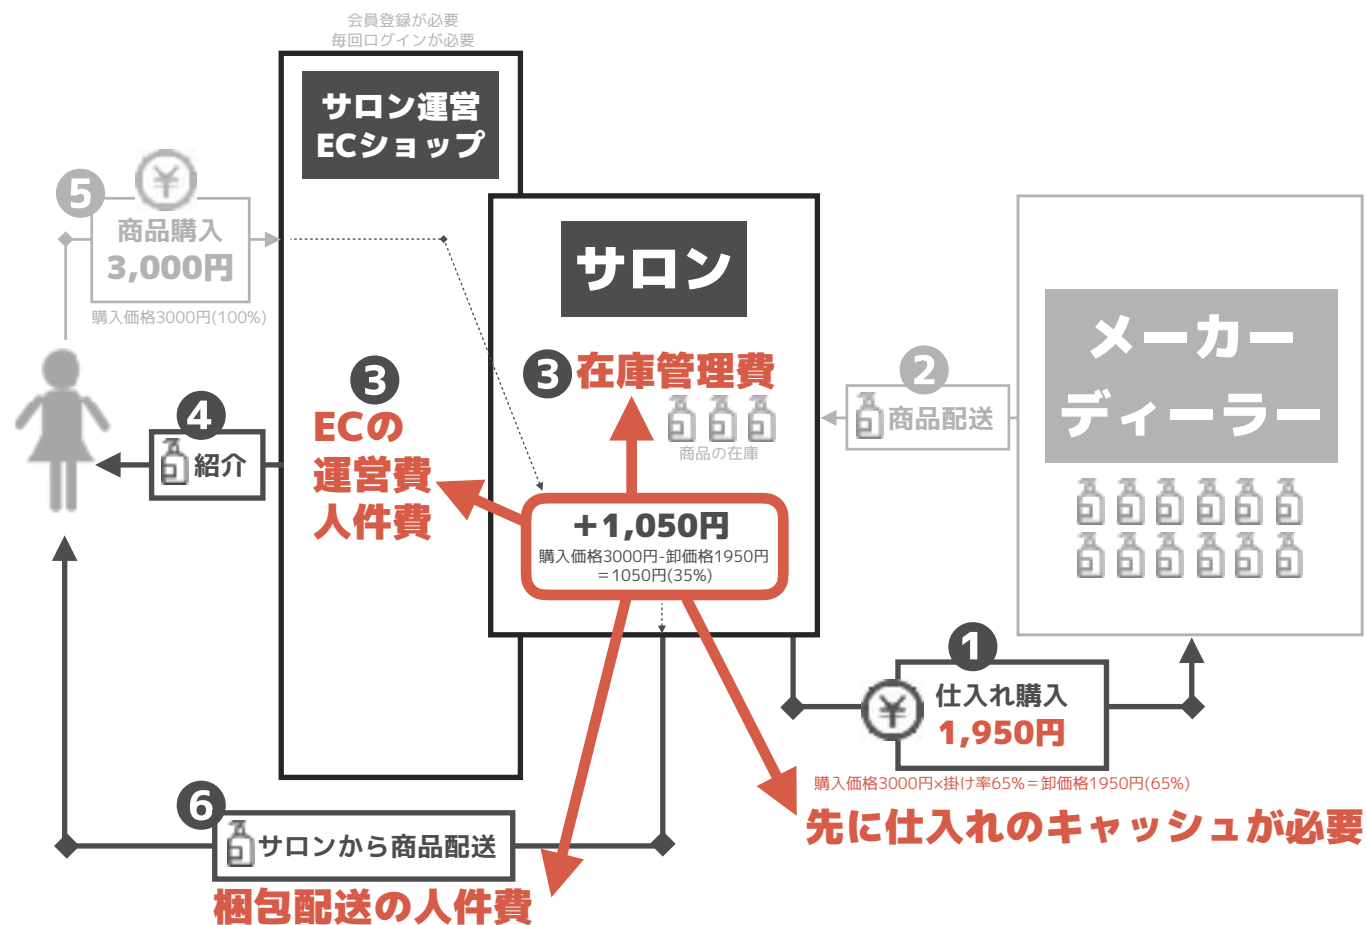 会員登録が必要
毎回ログインが必要
サロン運営
ECショップ
5
¥
商品購入
3,000円
購入価格3000円(100%)
サロン
メーカー
ディーラー
2
商品配送
3
ECの
運営費
人件費
3
在庫管理費
商品の在庫
4
紹介
+1,050円
購入価格3000円-卸価格1950円
=1050円(35%)
1
¥
仕入れ購入
1,950円
購入価格3000円×掛け率65%=卸価格1950円(65%)
先に仕入れのキャッシュが必要
6
サロンから商品配送
梱包配送の人件費